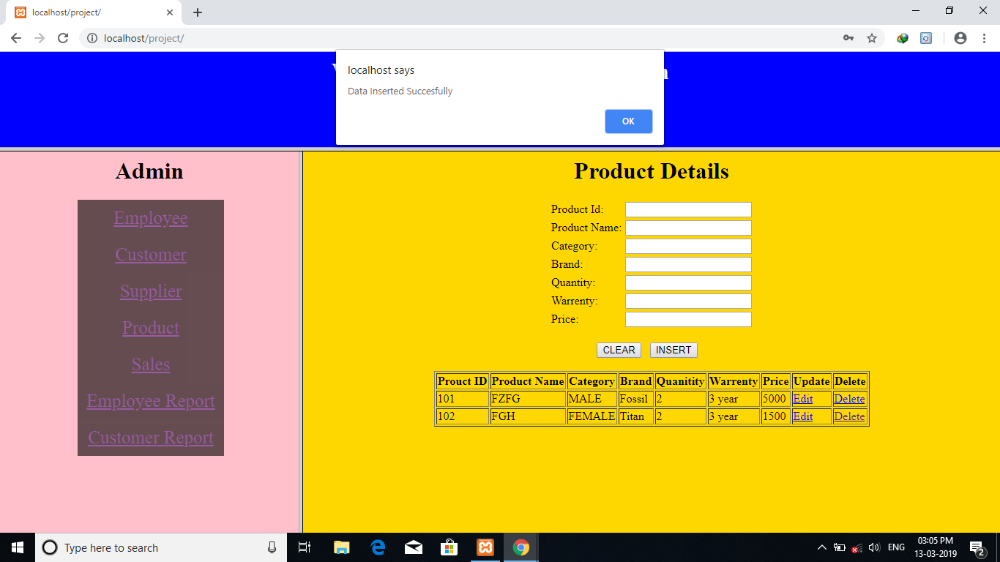 localhost/project/
localhost/project/
localhost says
Data Inserted Succesfully
OK
Admin
Employee
Customer
Supplier
Product
Sales
Employee Report
Customer Report
Product Details
Product Id:
Product Name:
Category:
Brand:
Quantity:
Warrenty:
Price:
CLEAR INSERT
Prouct ID Product Name Category Brand Quanitity Warrenty Price Update Delete
101 FZFG MALE Fossil 2 3 year 5000 Edit Delete
102 FGH FEMALE Titan 2 3 year 1500 Edit Delete
Type here to search
ENG
03:05 PM
13-03-2019
2